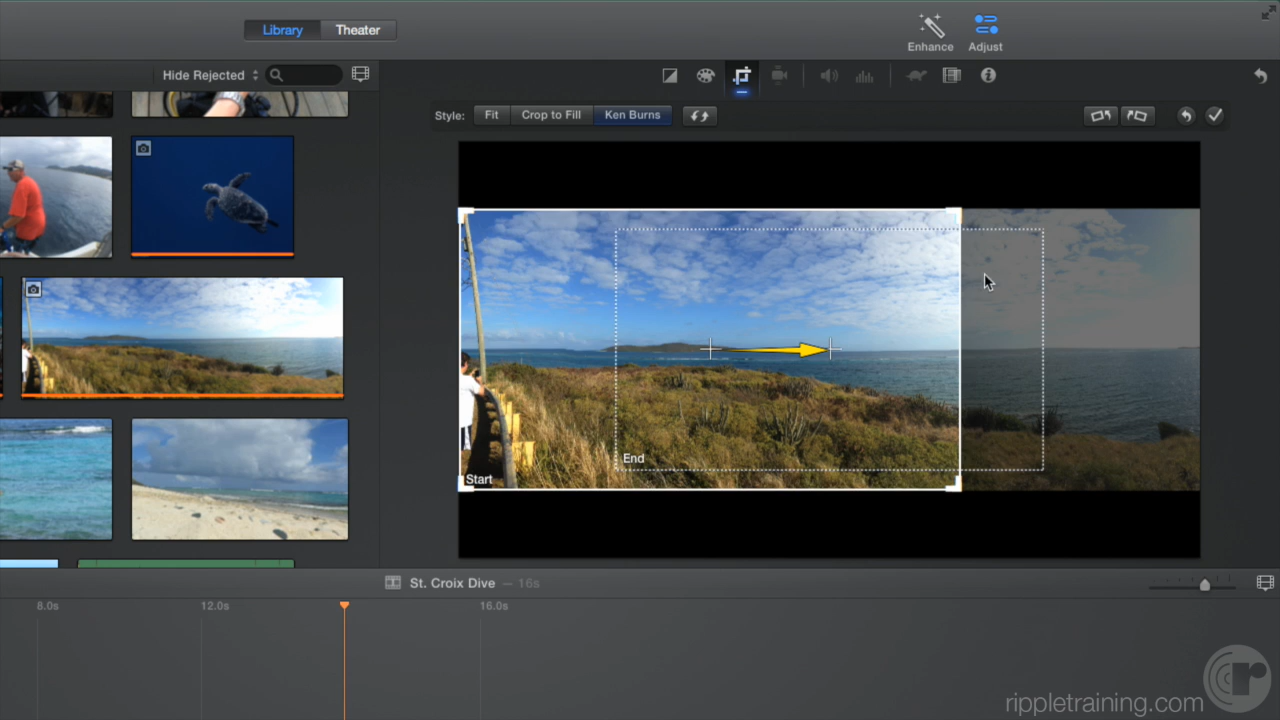 Library
Theater
Enhance
Adjust
Hide Rejected
Style:
Fit
Crop to Fill
Ken Burns
End
Start
St. Croix Dive – 16s
8.0s
12.0s
16.0s
rippletraining.com